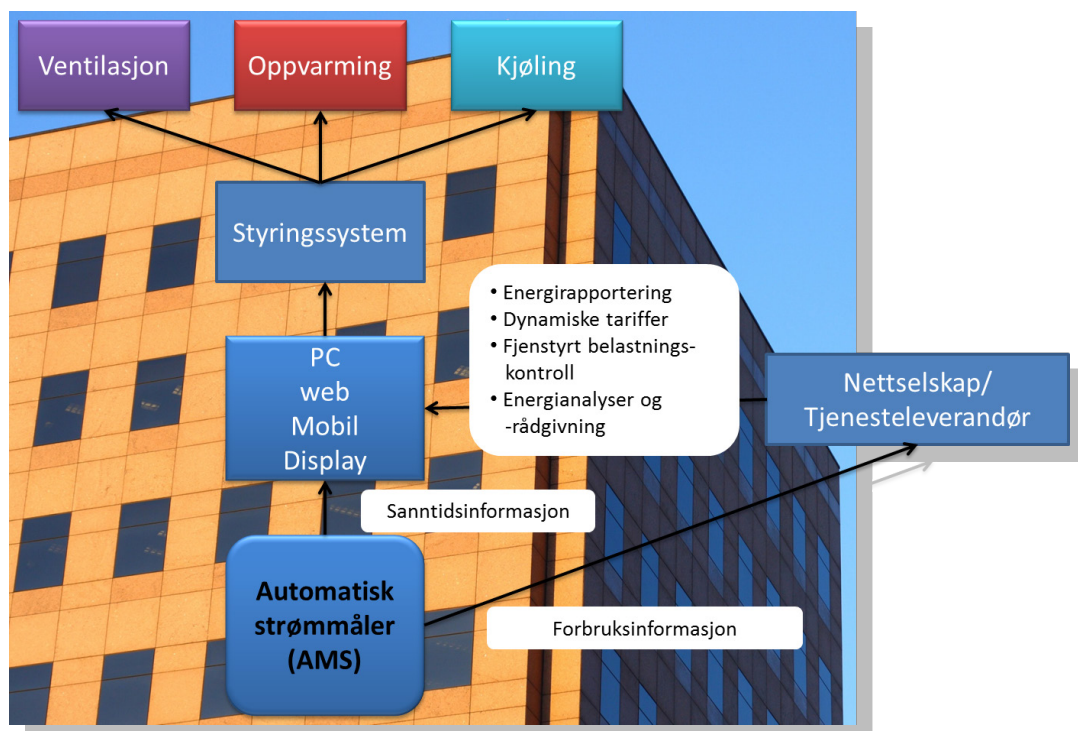 Ventilasjon
Oppvarming
Kjøling
Styringssystem
• Energirapportering
• Dynamiske tariffer
• Fjenstyrt belastnings-
kontroll
• Energianalyser og
-rådgivning
PC
web
Mobil
Display
Nettselskap/
Tjenesteleverandør
Sanntidsinformasjon
Automatisk
strømmåler
(AMS)
Forbruksinformasjon